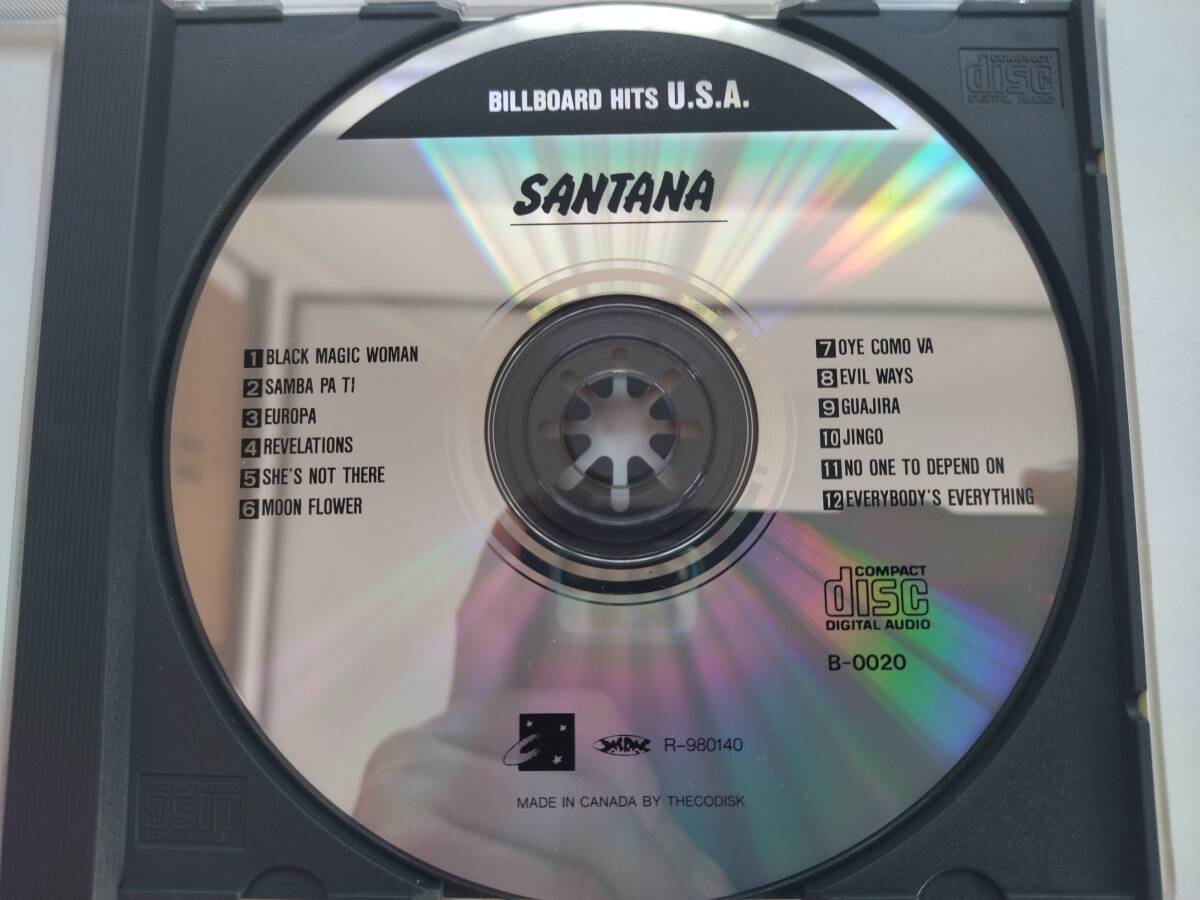 COMPACT
disc
DIGITAL AUDIO
BILLBOARD HITS U.S.A.
SANTANA
1 BLACK MAGIC WOMAN
2 SAMBA PA TI
3 EUROPA
4 REVELATIONS
5 SHE'S NOT THERE
6 MOON FLOWER
7 OYE COMO VA
8 EVIL WAYS
9 GUAJIRA
10 JINGO
11 NO ONE TO DEPEND ON
12 EVERYBODY'S EVERYTHING
COMPACT
disc
DIGITAL AUDIO
B-0020
R-980140
MADE IN CANADA BY THECODISK